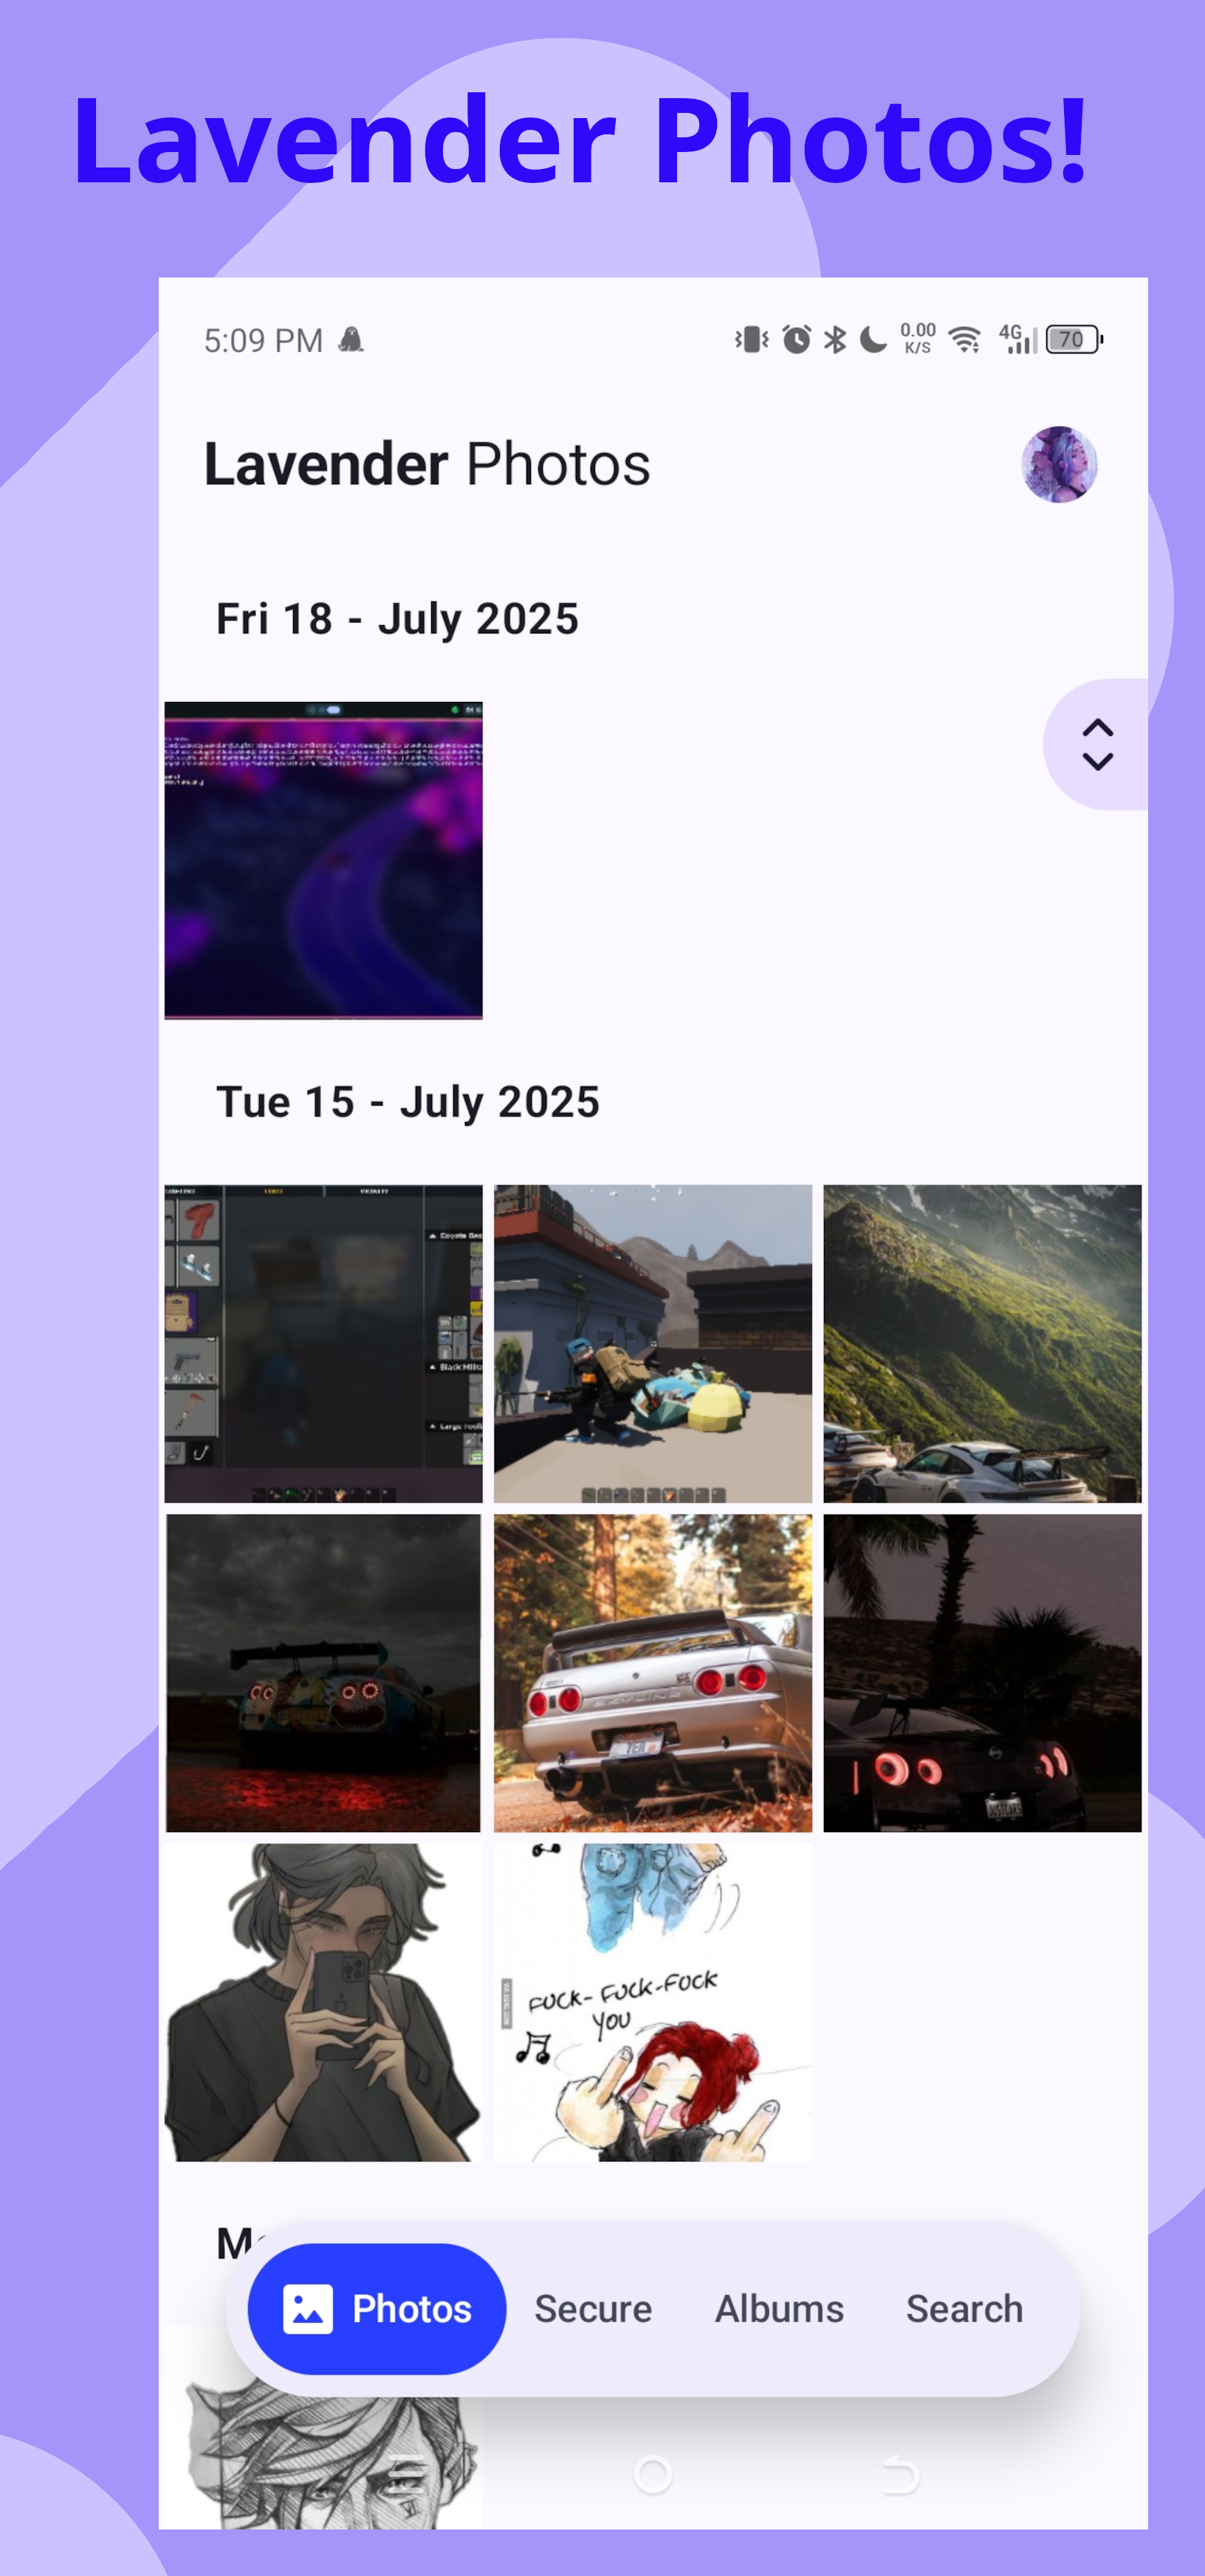 Lavender Photos!
5:09 PM
0.00
K/S
4G
70
Lavender Photos
Fri 18 - July 2025
Tue 15 - July 2025
SKYLINE
FUCK-FUCK-FUCK
YOU
Photos
Secure
Albums
Search